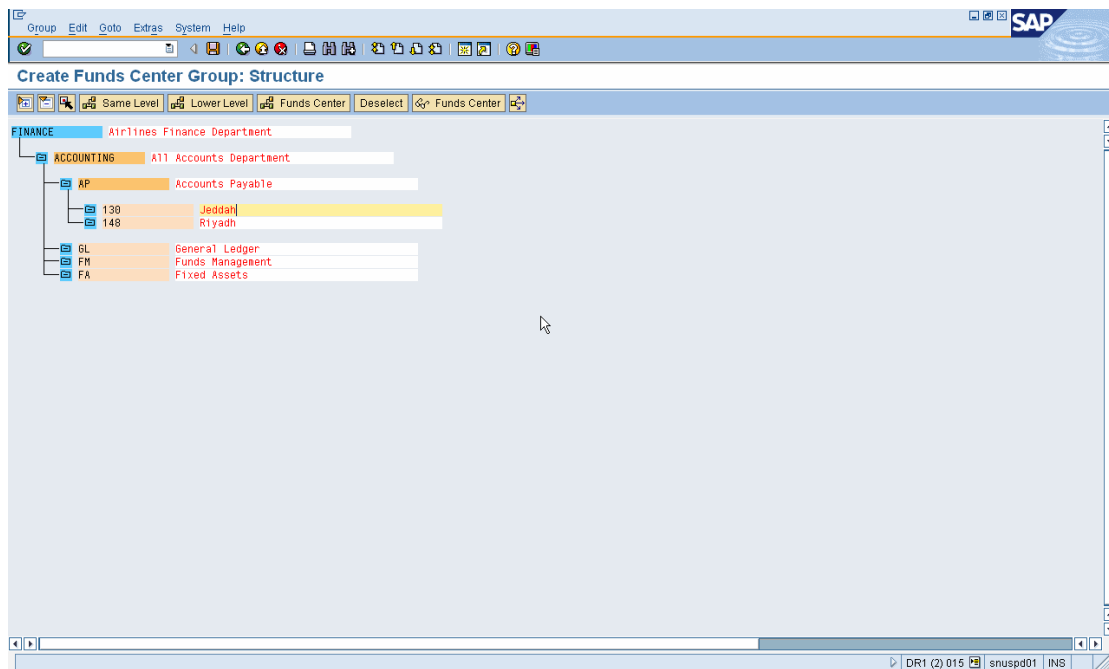 Group Edit Goto Extras System Help
SAP
Create Funds Center Group: Structure
Same Level Lower Level Funds Center Deselect Funds Center
FINANCE Airlines Finance Department
ACCOUNTING All Accounts Department
AP Accounts Payable
130 Jeddah
148 Riyadh
GL General Ledger
FM Funds Management
FA Fixed Assets
DR1 (2) 015 snuspd01 INS